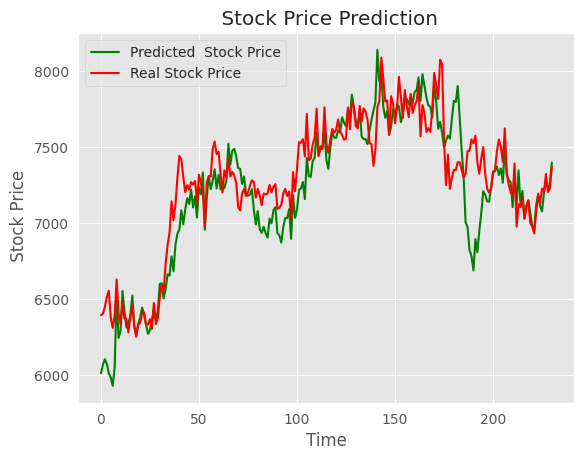 Stock Price Prediction
Predicted  Stock Price
Real Stock Price
Stock Price
8000
7500
7000
6500
6000
0
50
100
150
200
Time